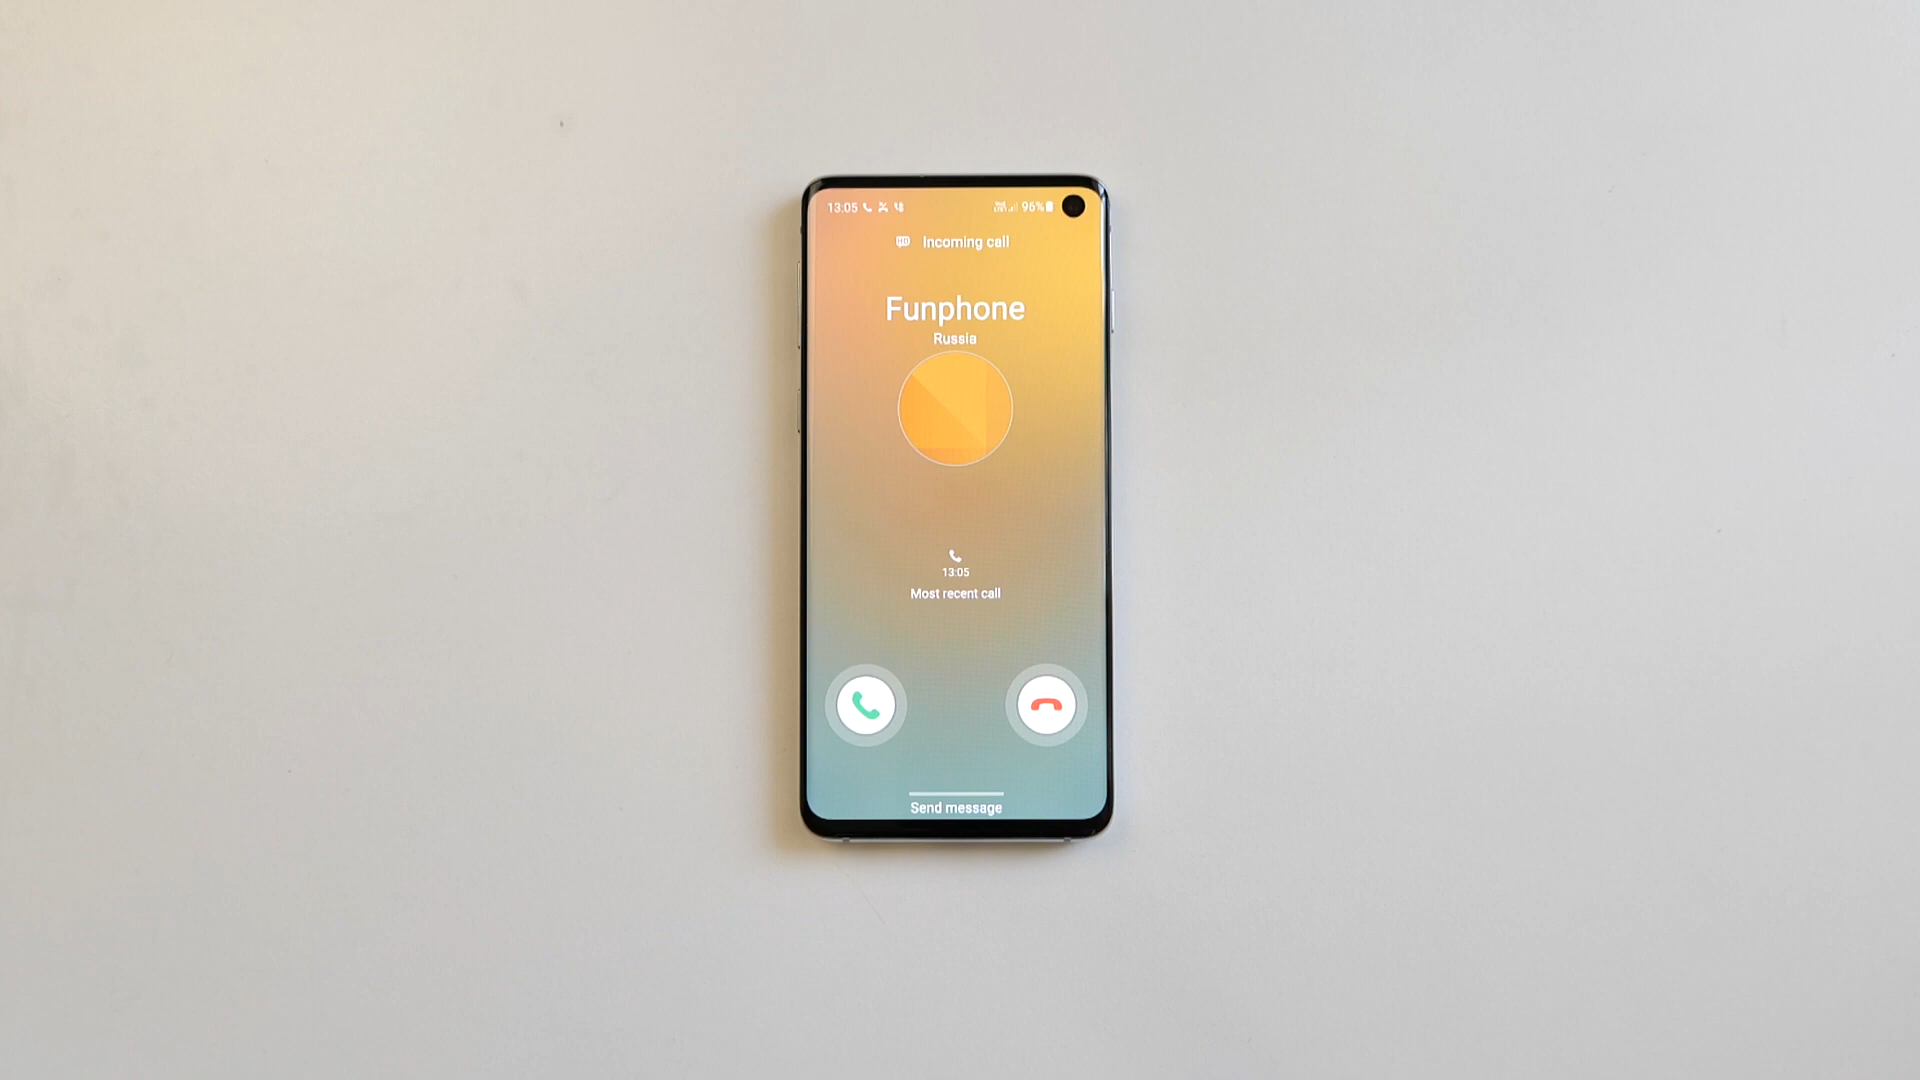 13:05 96%
Incoming call
Funphone
Russia
13:05
Most recent call
Send message